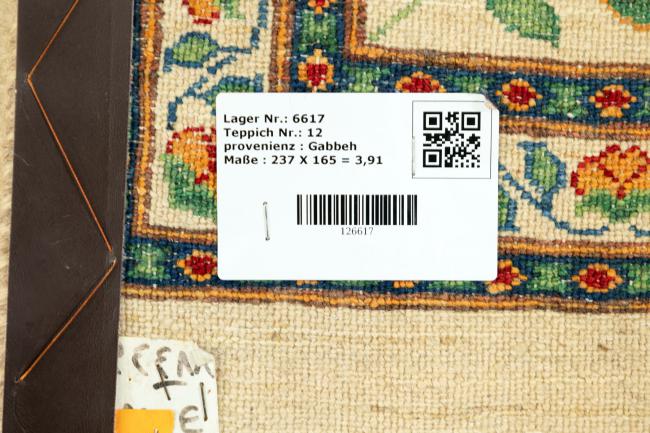 Lager Nr.: 6617
Teppich Nr.: 12
provenienz : Gabbeh
Maße : 237 X 165 = 3,91
126617